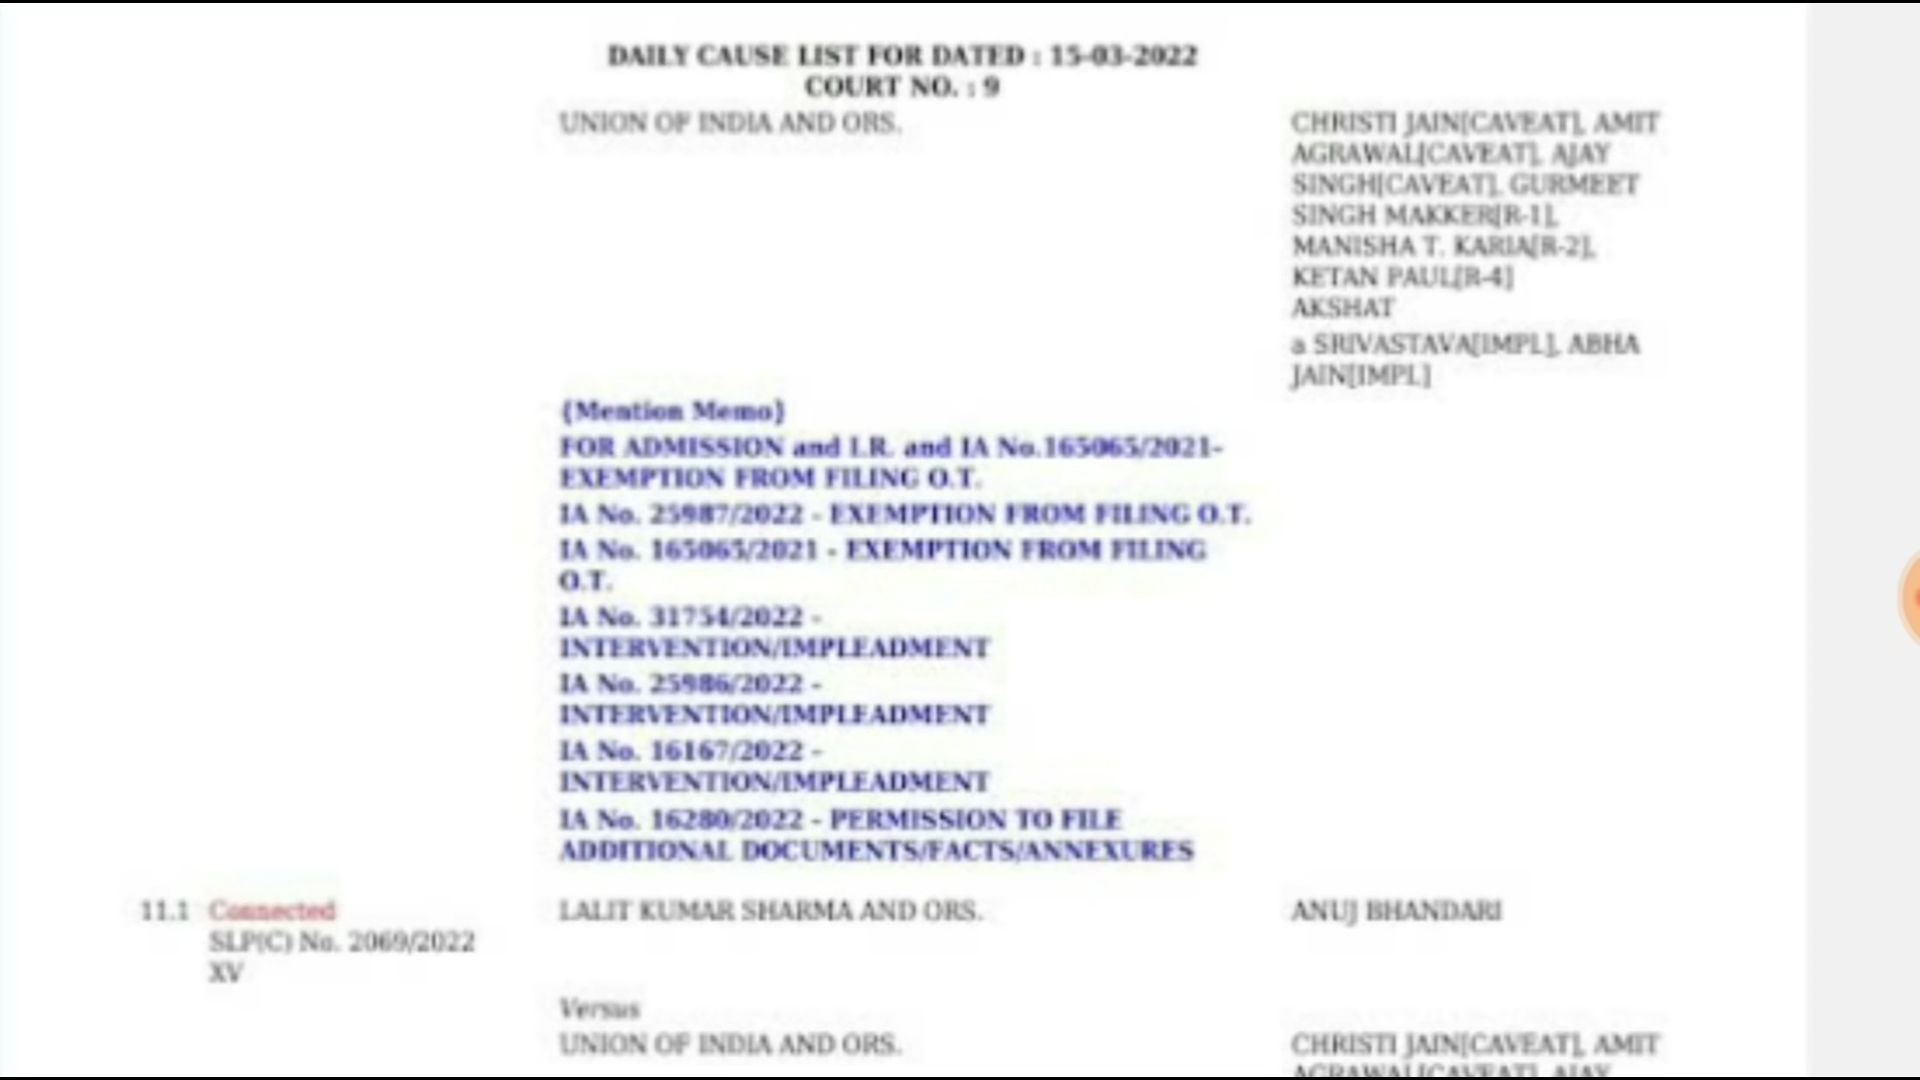 DAILY CAUSE LIST FOR DATED : 15-03-2022
COURT NO. : 9
UNION OF INDIA AND ORS.
CHRISTI JAIN[CAVEAT], AMIT
AGRAWAL[CAVEAT], AJAY
SINGH[CAVEAT], GURMEET
SINGH MAKKER[R-1],
MANISHA T. KARIA[R-2],
KETAN PAUL[R-4]
AKSHAT
a SRIVASTAVA[IMPL], ABHA
JAIN[IMPL]
{Mention Memo}
FOR ADMISSION and I.R. and IA No.165065/2021-
EXEMPTION FROM FILING O.T.
IA No. 25987/2022 - EXEMPTION FROM FILING O.T.
IA No. 165065/2021 - EXEMPTION FROM FILING
O.T.
IA No. 31754/2022 -
INTERVENTION/IMPLEADMENT
IA No. 25986/2022 -
INTERVENTION/IMPLEADMENT
IA No. 16167/2022 -
INTERVENTION/IMPLEADMENT
IA No. 16280/2022 - PERMISSION TO FILE
ADDITIONAL DOCUMENTS/FACTS/ANNEXURES
11.1 Connected
SLP(C) No. 2069/2022
XV
LALIT KUMAR SHARMA AND ORS.
ANUJ BHANDARI
Versus
UNION OF INDIA AND ORS.
CHRISTI JAIN[CAVEAT], AMIT
AGRAWAL[CAVEAT], AJAY